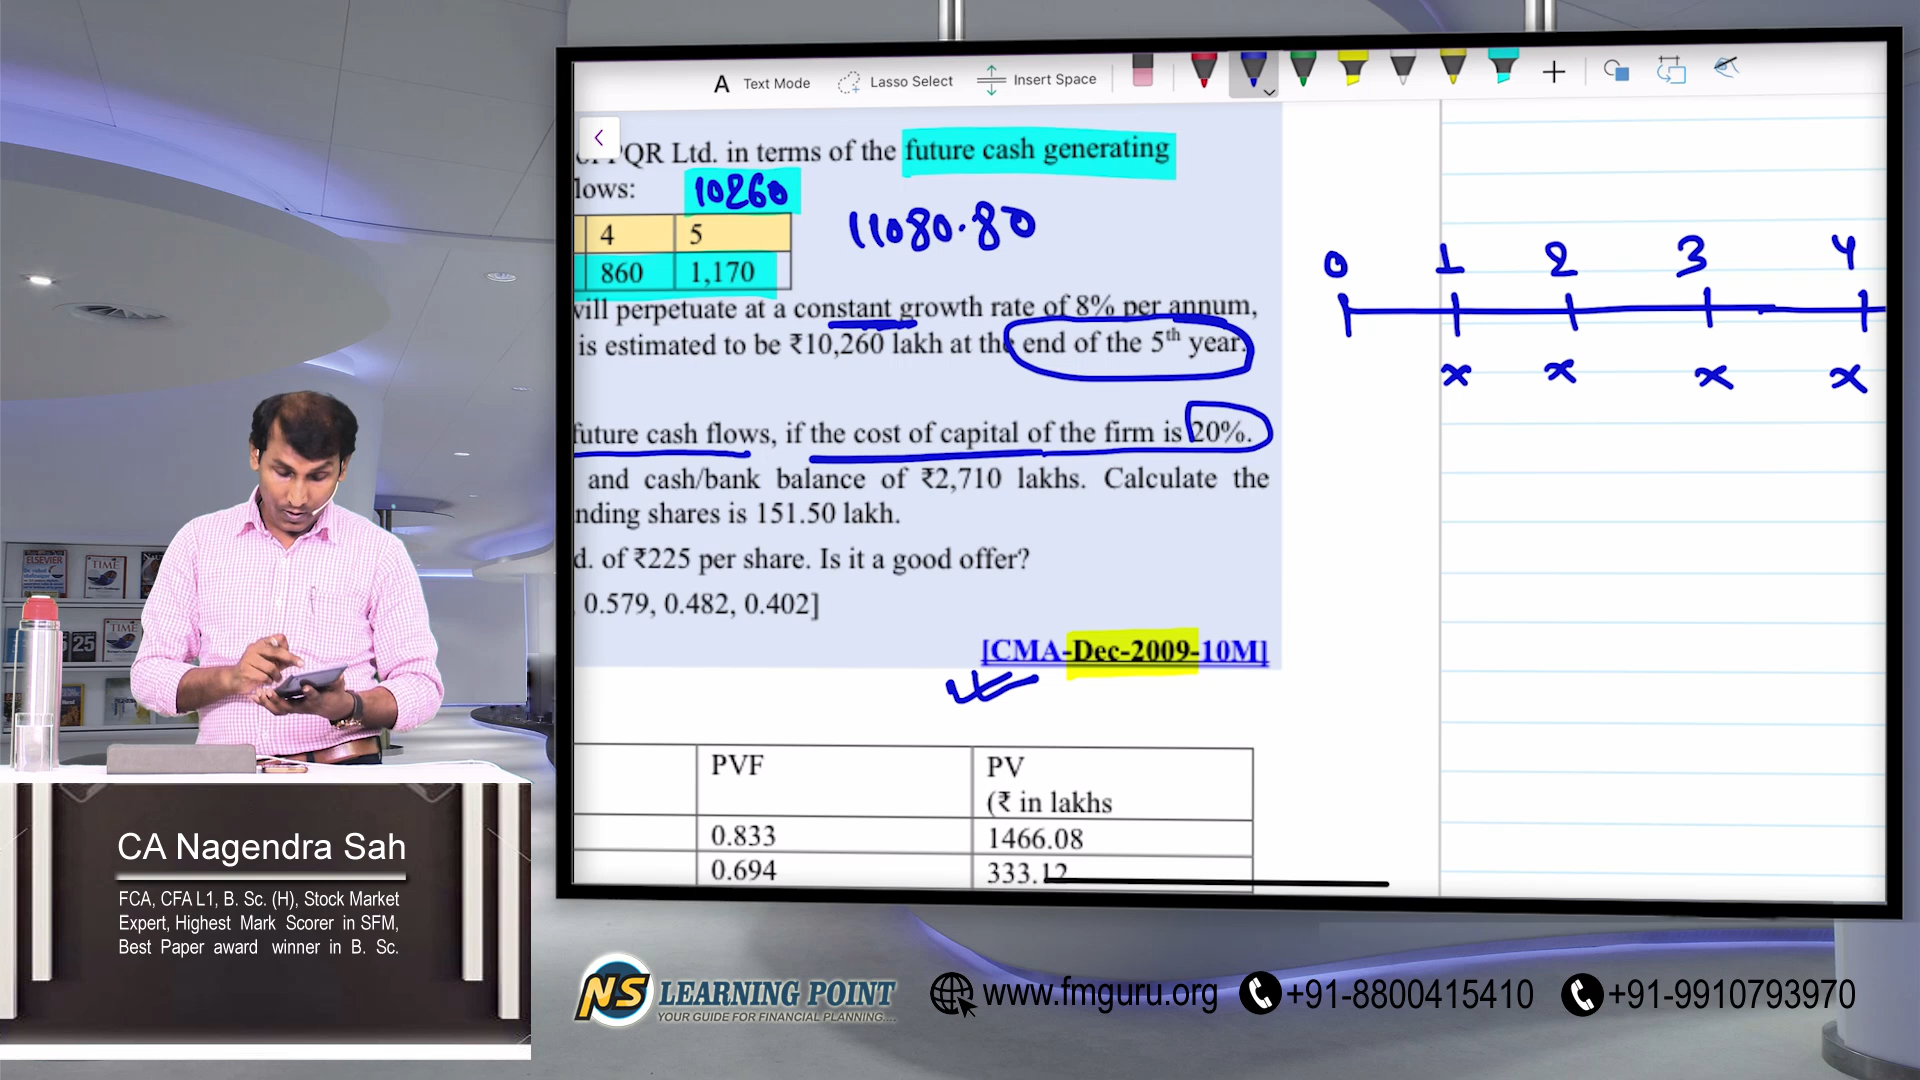 A Text Mode
Lasso Select
Insert Space
QR Ltd. in terms of the future cash generating
lows:
10260
4 5
11080.80
860 1,170
will perpetuate at a constant growth rate of 8% per annum,
is estimated to be ₹10,260 lakh at the end of the 5th year.
future cash flows, if the cost of capital of the firm is 20%.
and cash/bank balance of ₹2,710 lakhs. Calculate the
nding shares is 151.50 lakh.
d. of ₹225 per share. Is it a good offer?
0.579, 0.482, 0.402]
[CMA-Dec-2009-10M]
PVF PV
(₹ in lakhs
0.833 1466.08
0.694 333.12
0 1 2 3 4
x x x x
ELSEVIER
TIME
TIME
25
CA Nagendra Sah
FCA, CFA L1, B. Sc. (H), Stock Market
Expert, Highest Mark Scorer in SFM,
Best Paper award winner in B. Sc.
NS LEARNING POINT
YOUR GUIDE FOR FINANCIAL PLANNING....
www.fmguru.org
+91-8800415410
+91-9910793970